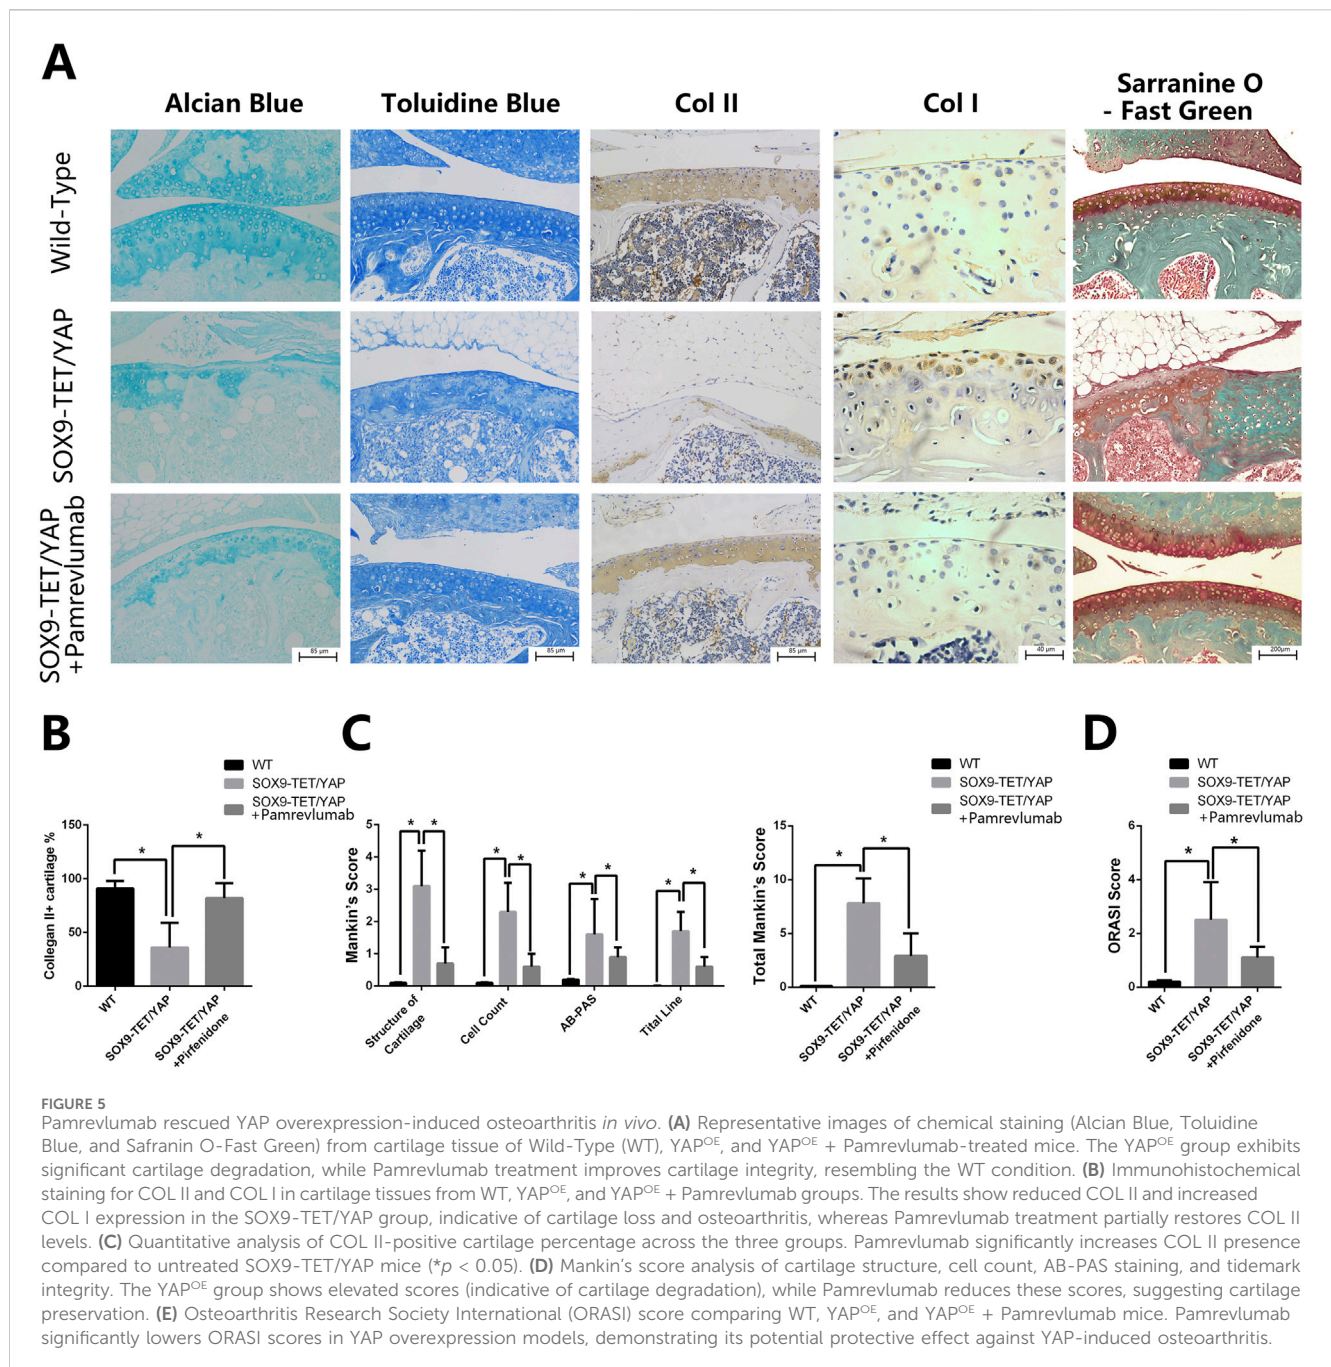 A
Alcian Blue
Toluidine Blue
Col II
Col I
Sarranine O
- Fast Green
Wild-Type
SOX9-TET/YAP
SOX9-TET/YAP
+Pamrevlumab
85 μm
85 μm
85 μm
40 μm
200μm
B
WT
SOX9-TET/YAP
SOX9-TET/YAP
+Pamrevlumab
Collegan II+ cartilage %
150
100
50
0
*
*
WT
SOX9-TET/YAP
SOX9-TET/YAP
+Pirfenidone
C
Mankin's Score
5
4
3
2
1
0
* *
* *
* *
* *
Structure of
Cartilage
Cell Count
AB-PAS
Tital Line
WT
SOX9-TET/YAP
SOX9-TET/YAP
+Pamrevlumab
Total Mankin's Score
15
10
5
0
*
*
WT
SOX9-TET/YAP
SOX9-TET/YAP
+Pirfenidone
D
WT
SOX9-TET/YAP
SOX9-TET/YAP
+Pamrevlumab
ORASI Score
6
4
2
0
*
*
WT
SOX9-TET/YAP
SOX9-TET/YAP
+Pirfenidone
FIGURE 5
Pamrevlumab rescued YAP overexpression-induced osteoarthritis in vivo. (A) Representative images of chemical staining (Alcian Blue, Toluidine
Blue, and Safranin O-Fast Green) from cartilage tissue of Wild-Type (WT), YAPOE, and YAPOE + Pamrevlumab-treated mice. The YAPOE group exhibits
significant cartilage degradation, while Pamrevlumab treatment improves cartilage integrity, resembling the WT condition. (B) Immunohistochemical
staining for COL II and COL I in cartilage tissues from WT, YAPOE, and YAPOE + Pamrevlumab groups. The results show reduced COL II and increased
COL I expression in the SOX9-TET/YAP group, indicative of cartilage loss and osteoarthritis, whereas Pamrevlumab treatment partially restores COL II
levels. (C) Quantitative analysis of COL II-positive cartilage percentage across the three groups. Pamrevlumab significantly increases COL II presence
compared to untreated SOX9-TET/YAP mice (*p < 0.05). (D) Mankin's score analysis of cartilage structure, cell count, AB-PAS staining, and tidemark
integrity. The YAPOE group shows elevated scores (indicative of cartilage degradation), while Pamrevlumab reduces these scores, suggesting cartilage
preservation. (E) Osteoarthritis Research Society International (ORASI) score comparing WT, YAPOE, and YAPOE + Pamrevlumab mice. Pamrevlumab
significantly lowers ORASI scores in YAP overexpression models, demonstrating its potential protective effect against YAP-induced osteoarthritis.